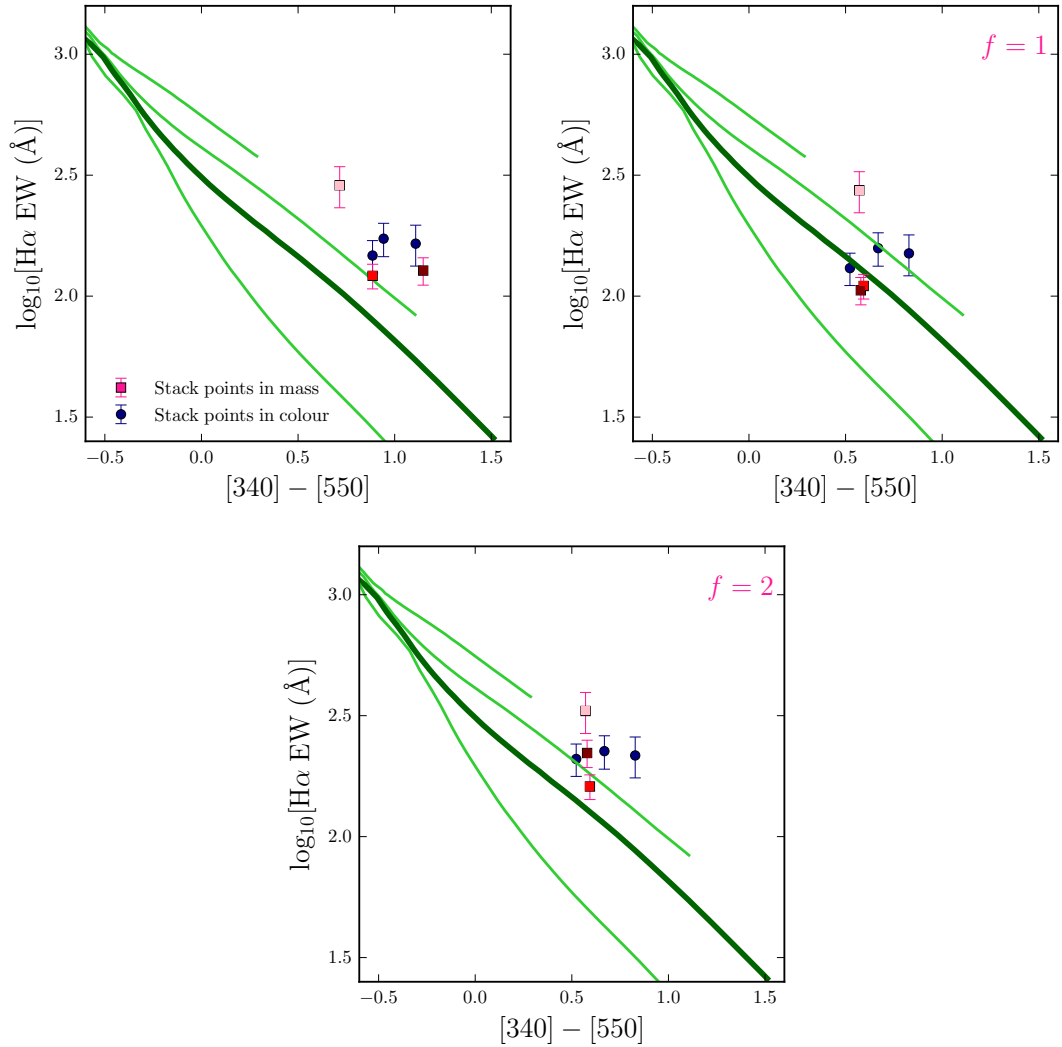 3.0
2.5
2.0
1.5
log₁₀[Hα EW (Å)]
Stack points in mass
Stack points in colour
−0.5 0.0 0.5 1.0 1.5
[340] − [550]
f = 1
3.0
2.5
2.0
1.5
log₁₀[Hα EW (Å)]
−0.5 0.0 0.5 1.0 1.5
[340] − [550]
f = 2
3.0
2.5
2.0
1.5
log₁₀[Hα EW (Å)]
−0.5 0.0 0.5 1.0 1.5
[340] − [550]